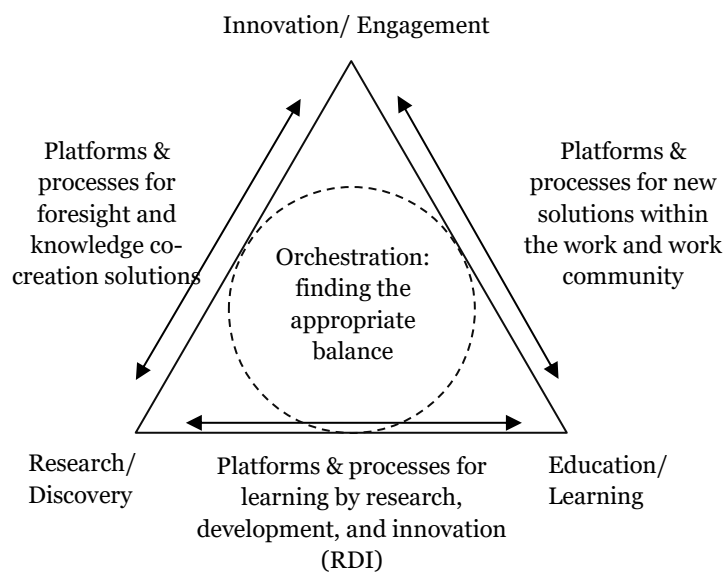 Innovation/ Engagement
Platforms &
processes for
foresight and
knowledge co-
creation solutions
Platforms &
processes for new
solutions within
the work and work
community
Orchestration:
finding the
appropriate
balance
Research/
Discovery
Platforms & processes for
learning by research,
development, and innovation
(RDI)
Education/
Learning